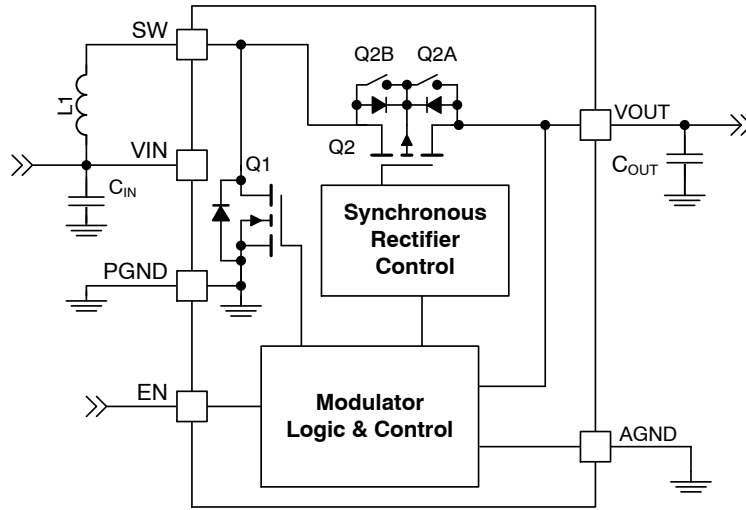 SW
Q2B Q2A
L1
VOUT
Q2
VIN
Q1
CIN
COUT
Synchronous
Rectifier
Control
PGND
EN
Modulator
Logic & Control
AGND